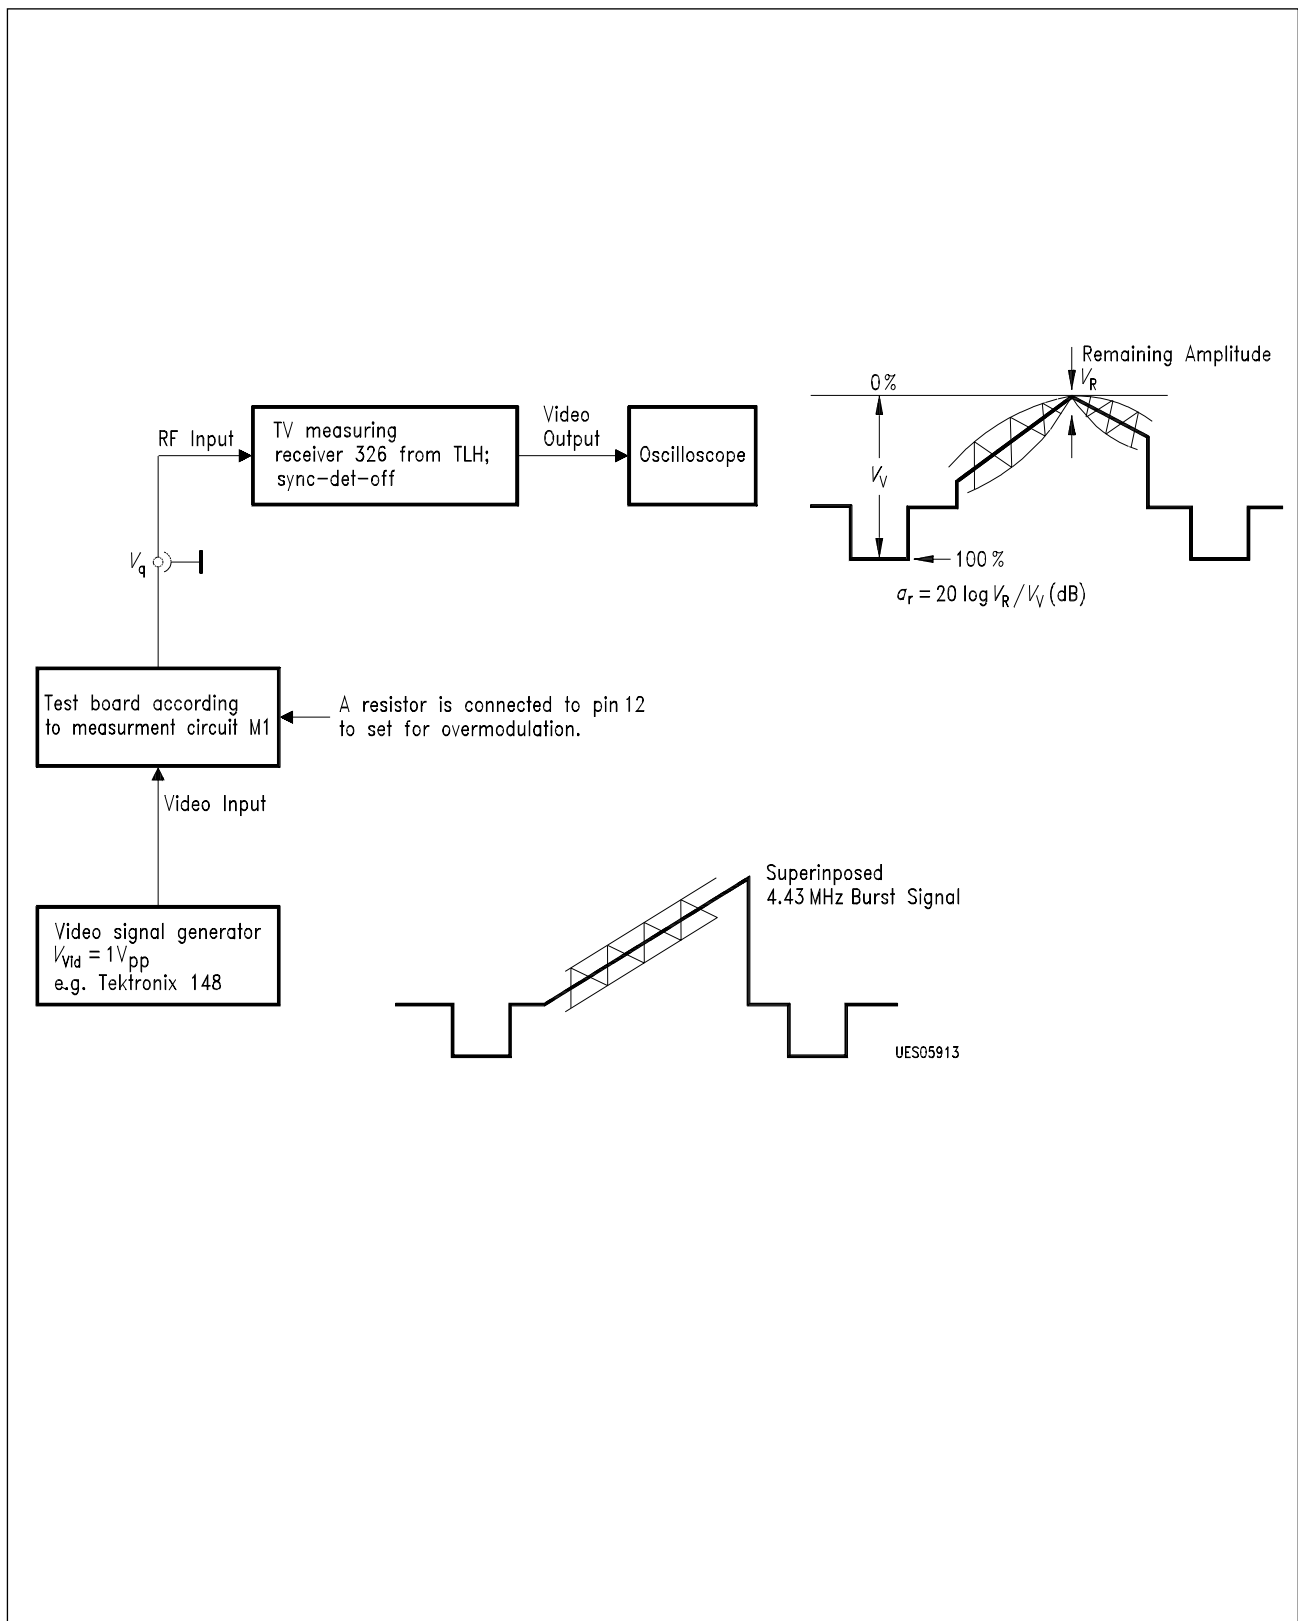 Remaining Amplitude
V_R
0%
RF Input
TV measuring
receiver 326 from TLH;
sync-det-off
Video
Output
Oscilloscope
V_V
V_q
100%
a_r = 20 log V_R / V_V (dB)
Test board according
to measurment circuit M1
A resistor is connected to pin 12
to set for overmodulation.
Video Input
Superinposed
4.43 MHz Burst Signal
Video signal generator
V_Vid = 1V_pp
e.g. Tektronix 148
UES05913